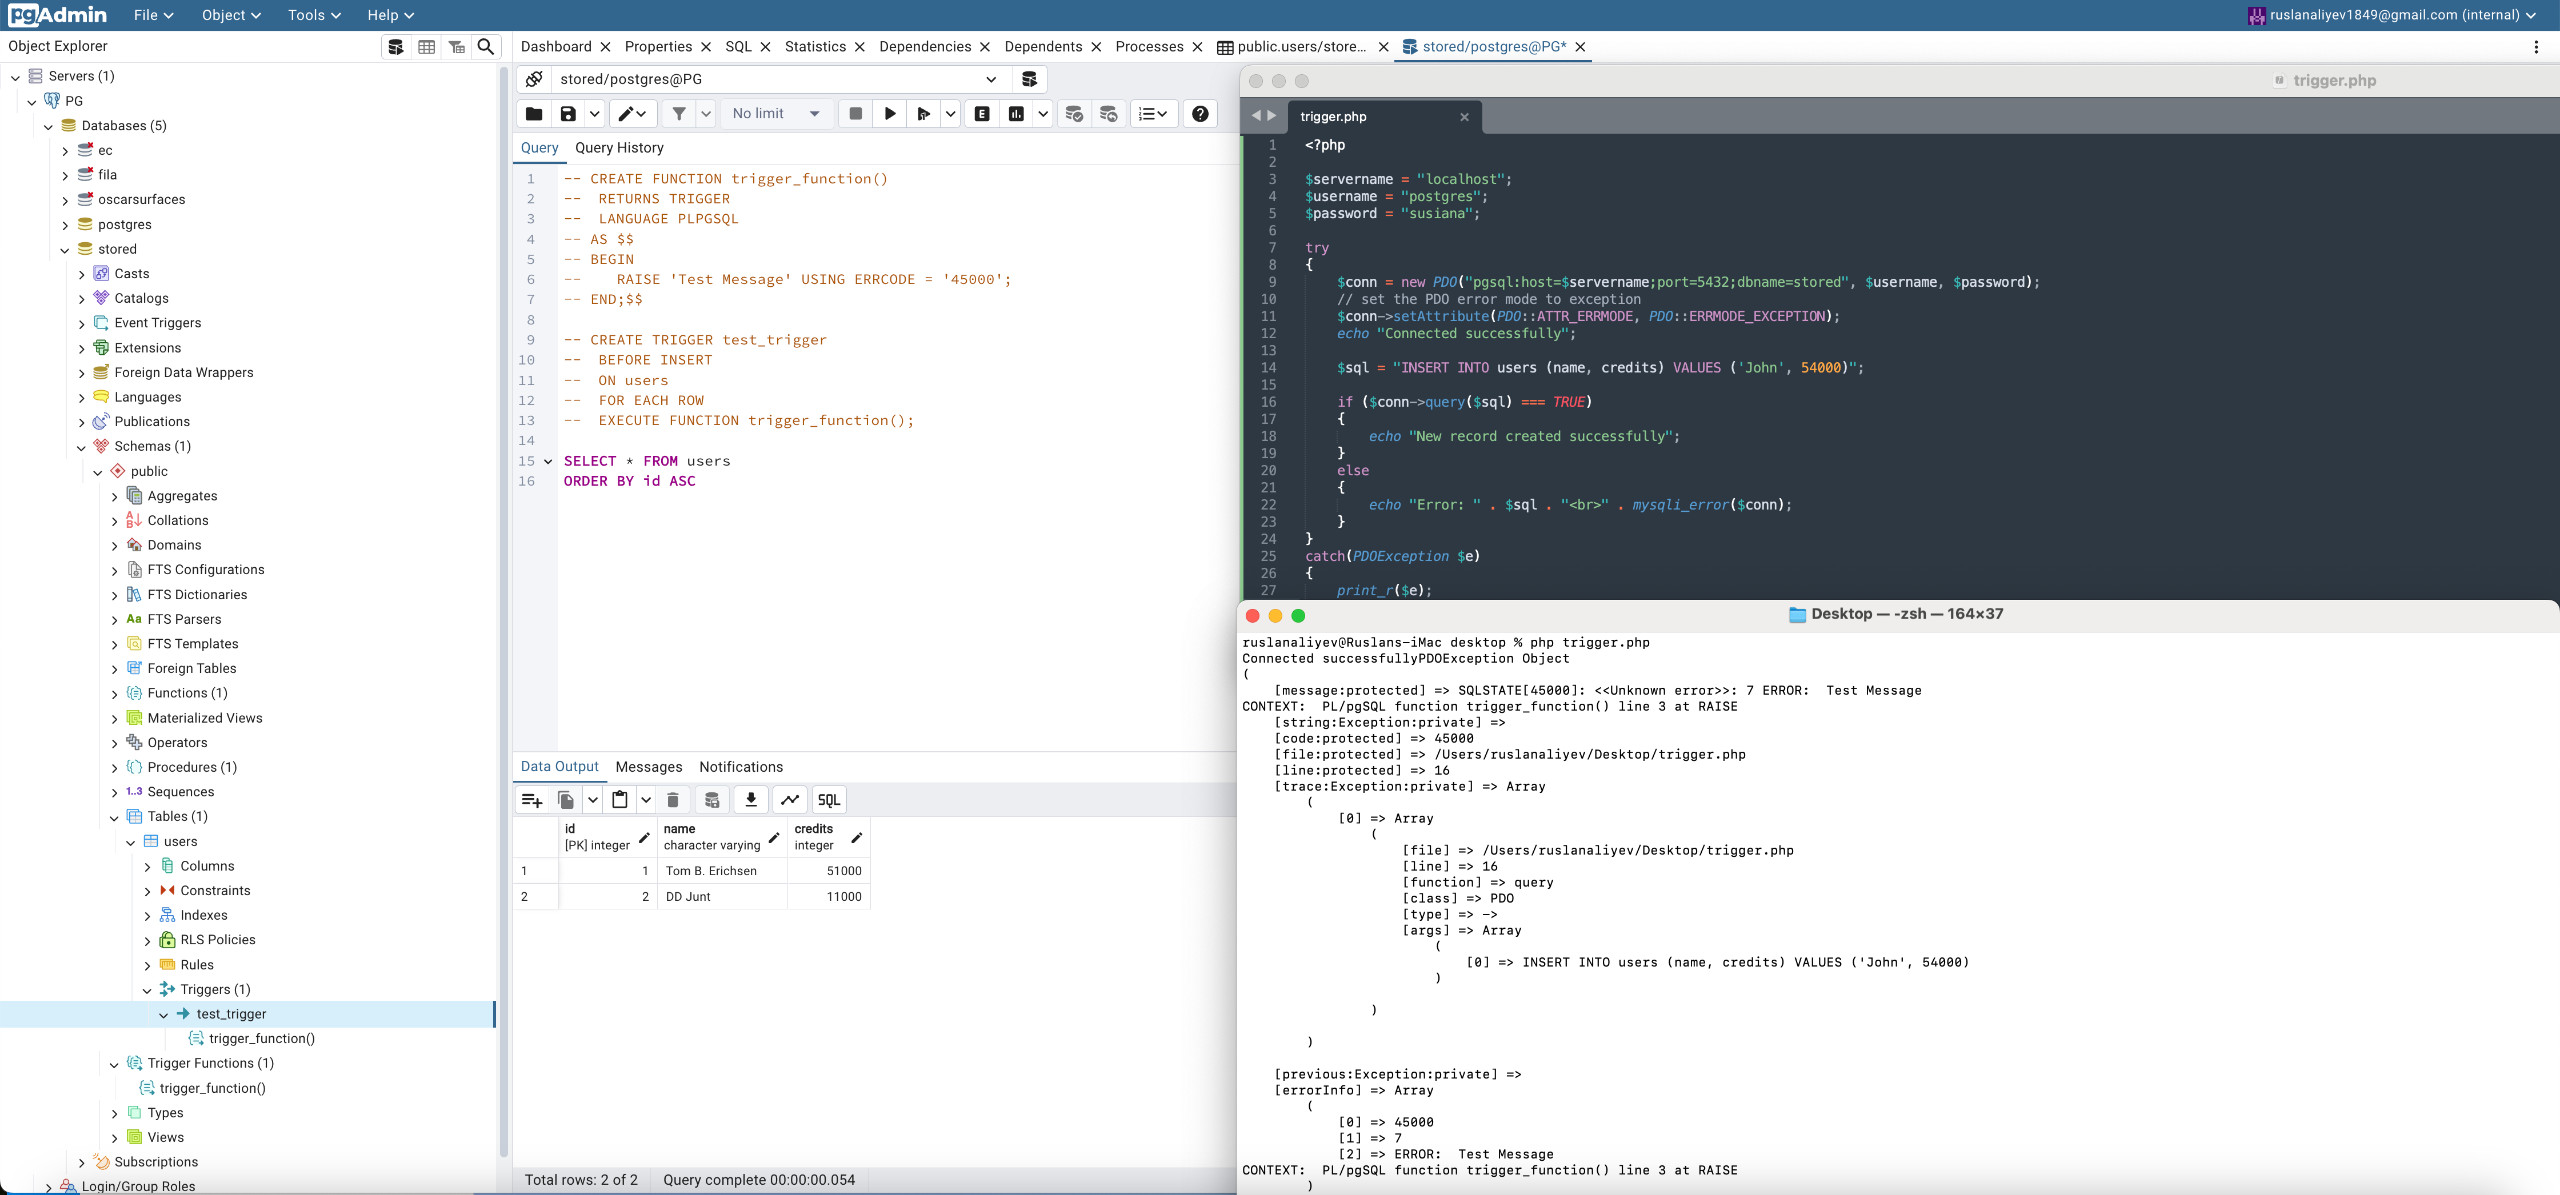 pgAdmin File Object Tools Help ruslanaliyev1849@gmail.com (internal)
Object Explorer
Servers (1)
PG
Databases (5)
ec
fila
oscarsurfaces
postgres
stored
Casts
Catalogs
Event Triggers
Extensions
Foreign Data Wrappers
Languages
Publications
Schemas (1)
public
Aggregates
Collations
Domains
FTS Configurations
FTS Dictionaries
Aa FTS Parsers
FTS Templates
Foreign Tables
Functions (1)
Materialized Views
Operators
Procedures (1)
1..3 Sequences
Tables (1)
users
Columns
Constraints
Indexes
RLS Policies
Rules
Triggers (1)
test_trigger
trigger_function()
Trigger Functions (1)
trigger_function()
Types
Views
Subscriptions
Login/Group Roles
Dashboard Properties SQL Statistics Dependencies Dependents Processes public.users/store... stored/postgres@PG*
stored/postgres@PG
No limit
Query Query History
1 -- CREATE FUNCTION trigger_function()
2 --  RETURNS TRIGGER
3 --  LANGUAGE PLPGSQL
4 -- AS $$
5 -- BEGIN
6 --    RAISE 'Test Message' USING ERRCODE = '45000';
7 -- END;$$
8
9 -- CREATE TRIGGER test_trigger
10 --  BEFORE INSERT
11 --  ON users
12 --  FOR EACH ROW
13 --  EXECUTE FUNCTION trigger_function();
14
15 SELECT * FROM users
16 ORDER BY id ASC
Data Output Messages Notifications
SQL
id name credits
[PK] integer character varying integer
1 1 Tom B. Erichsen 51000
2 2 DD Junt 11000
Total rows: 2 of 2 Query complete 00:00:00.054
trigger.php
trigger.php
1 <?php
2
3 $servername = "localhost";
4 $username = "postgres";
5 $password = "susiana";
6
7 try
8 {
9 $conn = new PDO("pgsql:host=$servername;port=5432;dbname=stored", $username, $password);
10 // set the PDO error mode to exception
11 $conn->setAttribute(PDO::ATTR_ERRMODE, PDO::ERRMODE_EXCEPTION);
12 echo "Connected successfully";
13
14 $sql = "INSERT INTO users (name, credits) VALUES ('John', 54000)";
15
16 if ($conn->query($sql) === TRUE)
17 {
18 echo "New record created successfully";
19 }
20 else
21 {
22 echo "Error: " . $sql . "<br>" . mysqli_error($conn);
23 }
24 }
25 catch(PDOException $e)
26 {
27 print_r($e);
Desktop — -zsh — 164×37
ruslanaliyev@Ruslans-iMac desktop % php trigger.php
Connected successfullyPDOException Object
(
[message:protected] => SQLSTATE[45000]: <<Unknown error>>: 7 ERROR:  Test Message
CONTEXT:  PL/pgSQL function trigger_function() line 3 at RAISE
[string:Exception:private] =>
[code:protected] => 45000
[file:protected] => /Users/ruslanaliyev/Desktop/trigger.php
[line:protected] => 16
[trace:Exception:private] => Array
(
[0] => Array
(
[file] => /Users/ruslanaliyev/Desktop/trigger.php
[line] => 16
[function] => query
[class] => PDO
[type] => ->
[args] => Array
(
[0] => INSERT INTO users (name, credits) VALUES ('John', 54000)
)
)
)
[previous:Exception:private] =>
[errorInfo] => Array
(
[0] => 45000
[1] => 7
[2] => ERROR:  Test Message
CONTEXT:  PL/pgSQL function trigger_function() line 3 at RAISE
)